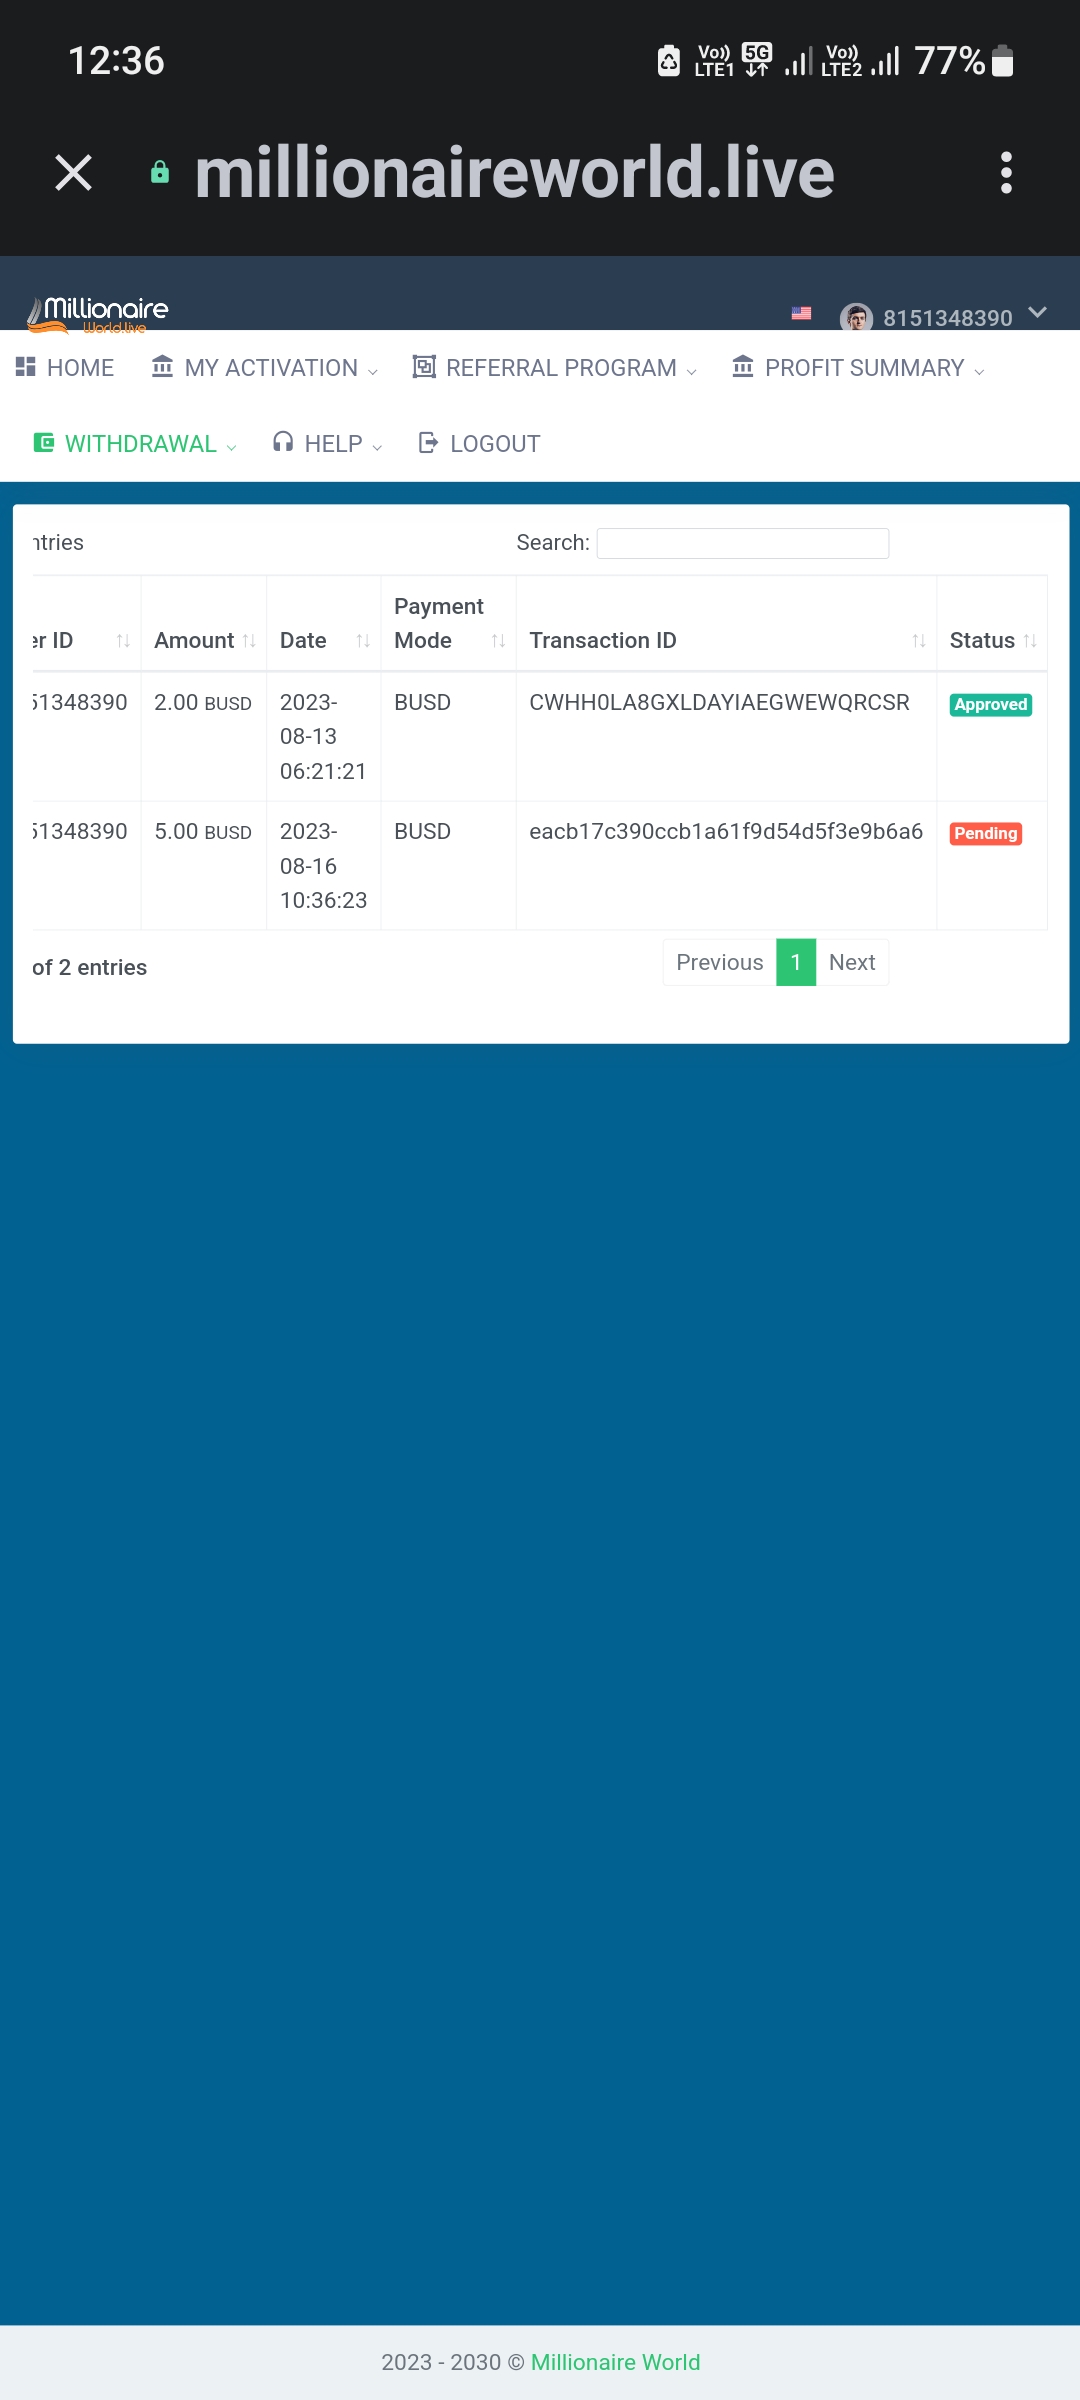 12:36 Vo)) LTE1 5G Vo)) LTE2 77%
millionaireworld.live
Millionaire
World.live
8151348390
HOME MY ACTIVATION REFERRAL PROGRAM PROFIT SUMMARY
WITHDRAWAL HELP LOGOUT
ntries Search:
er ID Amount Date Payment Mode Transaction ID Status
51348390 2.00 BUSD 2023-08-13 06:21:21 BUSD CWHH0LA8GXLDAYIAEGWEWQRCSR Approved
51348390 5.00 BUSD 2023-08-16 10:36:23 BUSD eacb17c390ccb1a61f9d54d5f3e9b6a6 Pending
of 2 entries Previous 1 Next
2023 - 2030 © Millionaire World